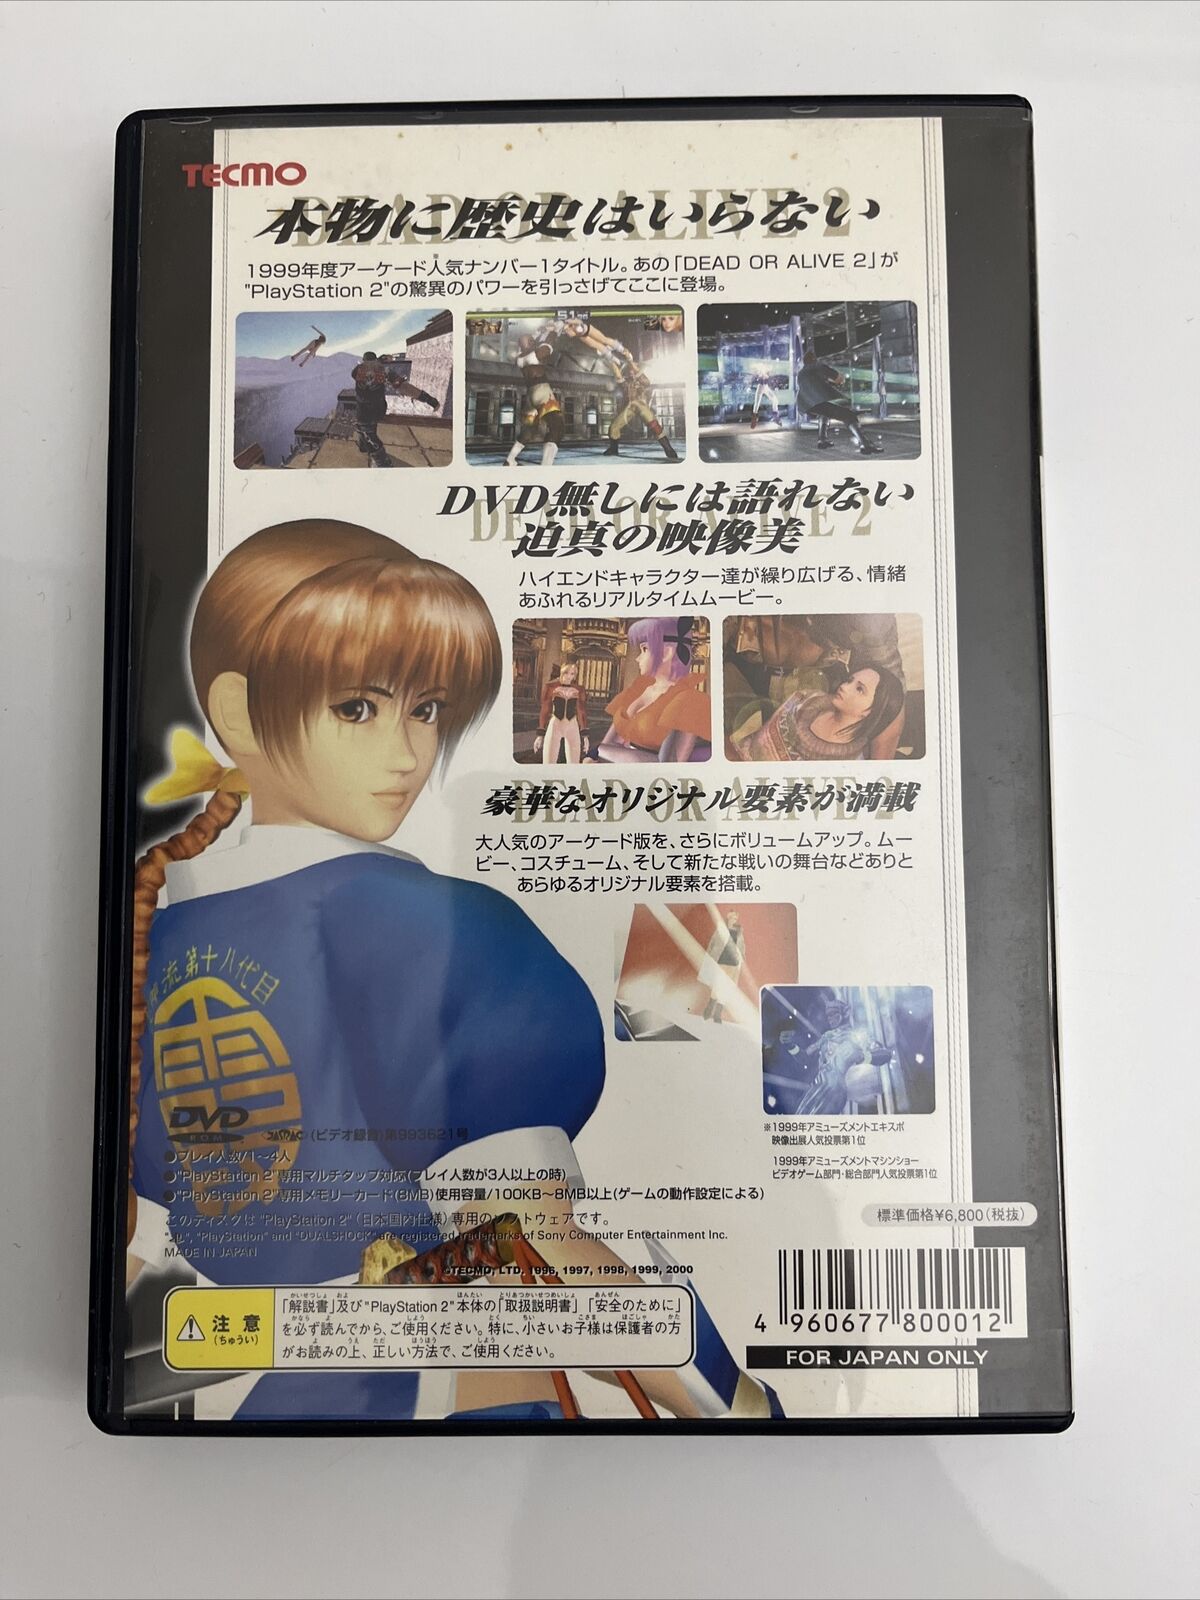 TECMO
DEAD OR ALIVE 2
本物に歴史はいらない
1999年度アーケード人気ナンバー1タイトル。あの「DEAD OR ALIVE 2」が
"PlayStation 2"の驚異のパワーを引っさげてここに登場。
DEAD OR ALIVE 2
DVD無しには語れない
迫真の映像美
ハイエンドキャラクター達が繰り広げる、情緒
あふれるリアルタイムムービー。
DEAD OR ALIVE 2
豪華なオリジナル要素が満載
大人気のアーケード版を、さらにボリュームアップ。ムー
ビー、コスチューム、そして新たな戦いの舞台などありと
あらゆるオリジナル要素を搭載。
流第十八代目
※1999年アミューズメントエキスポ
映像出展人気投票第1位
1999年アミューズメントマシンショー
ビデオゲーム部門・総合部門人気投票第1位
DVD
ROM
JASRAC (ビデオ録音)第993621号
●プレイ人数/1〜4人
●"PlayStation 2"専用マルチタップ対応(プレイ人数が3人以上の時)
●"PlayStation 2"専用メモリーカード(8MB)使用容量/100KB〜8MB以上(ゲームの動作設定による)
このディスクは"PlayStation 2"(日本国内仕様)専用のソフトウェアです。
"PlayStation" and "DUALSHOCK" are registered trademarks of Sony Computer Entertainment Inc.
MADE IN JAPAN
©TECMO, LTD. 1996, 1997, 1998, 1999, 2000
標準価格¥6,800(税抜)
注意
(ちゅうい)
「解説書」及び"PlayStation 2"本体の「取扱説明書」「安全のために」
を必ず読んでから、ご使用ください。特に、小さいお子様は保護者の方
がお読みの上、正しい方法で、ご使用ください。
4 960677 800012
FOR JAPAN ONLY